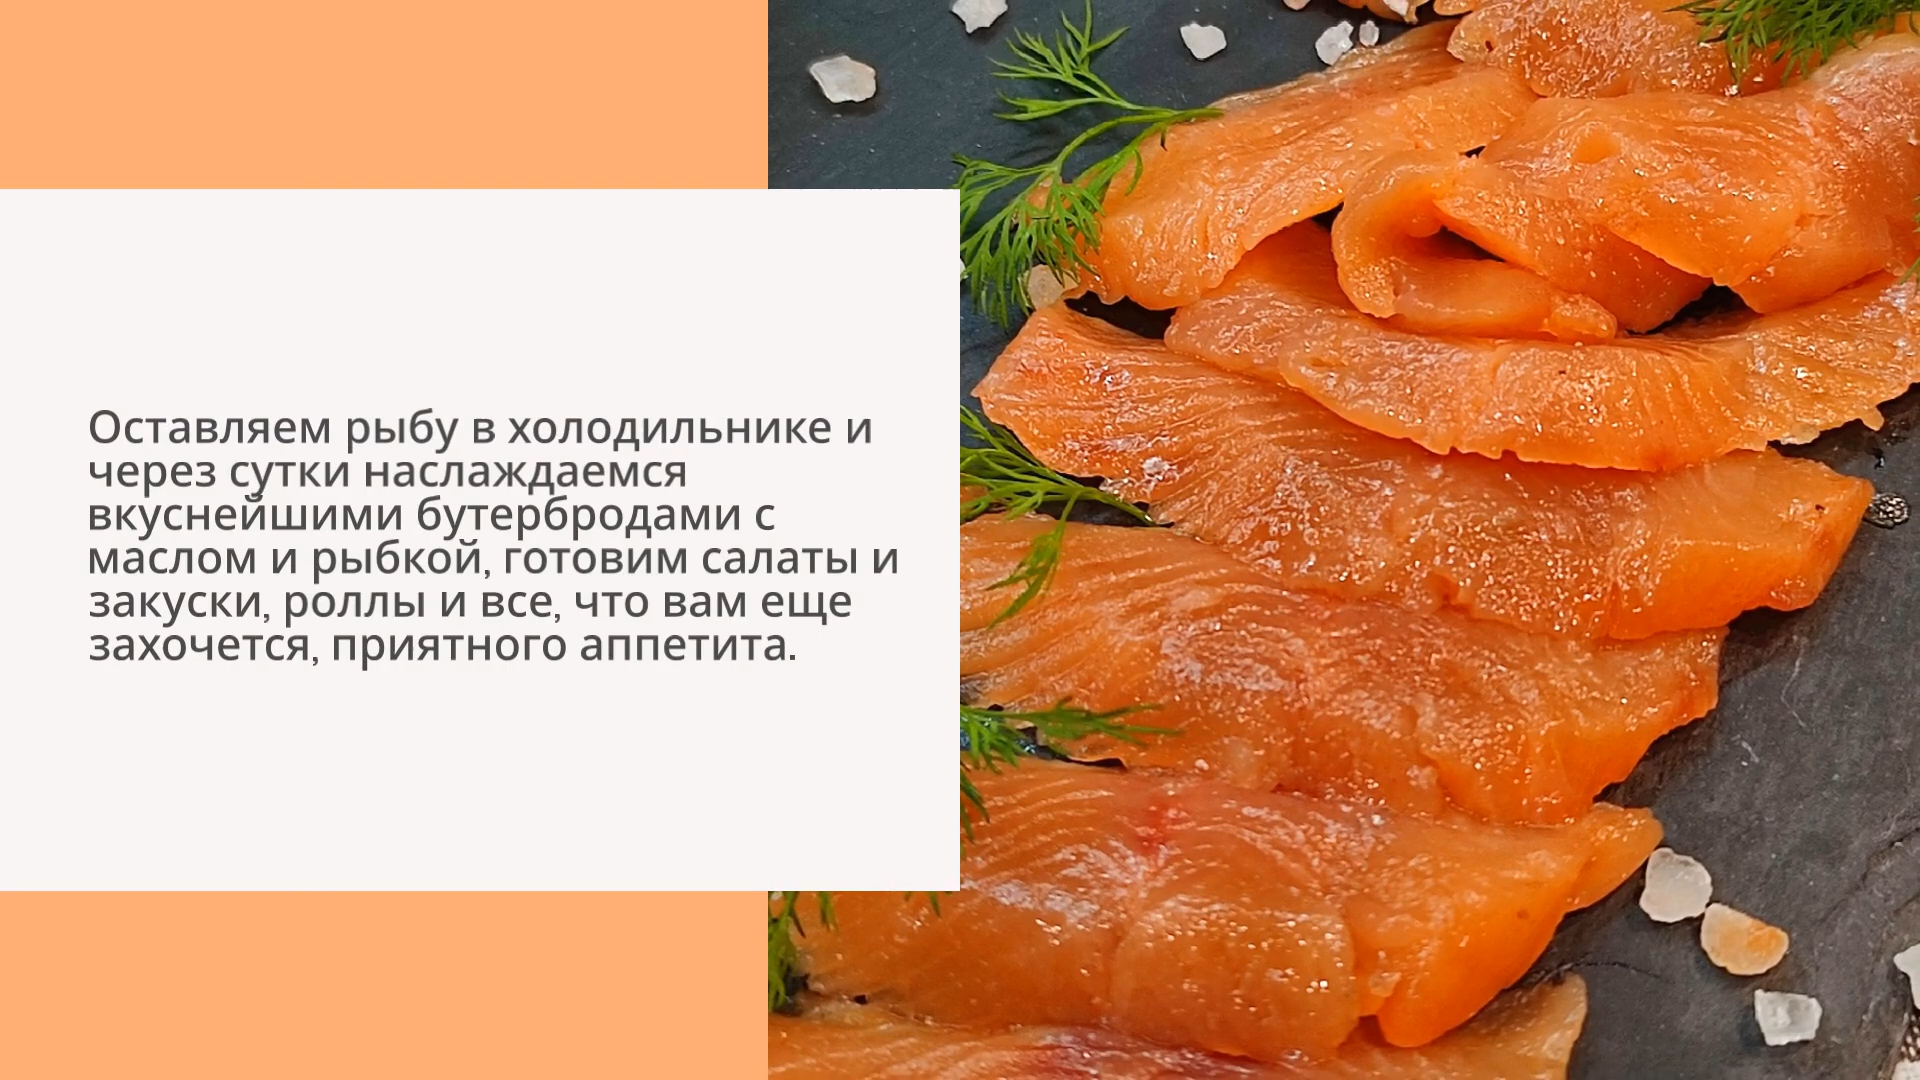 Оставляем рыбу в холодильнике и
через сутки наслаждаемся
вкуснейшими бутербродами с
маслом и рыбкой, готовим салаты и
закуски, роллы и все, что вам еще
захочется, приятного аппетита.